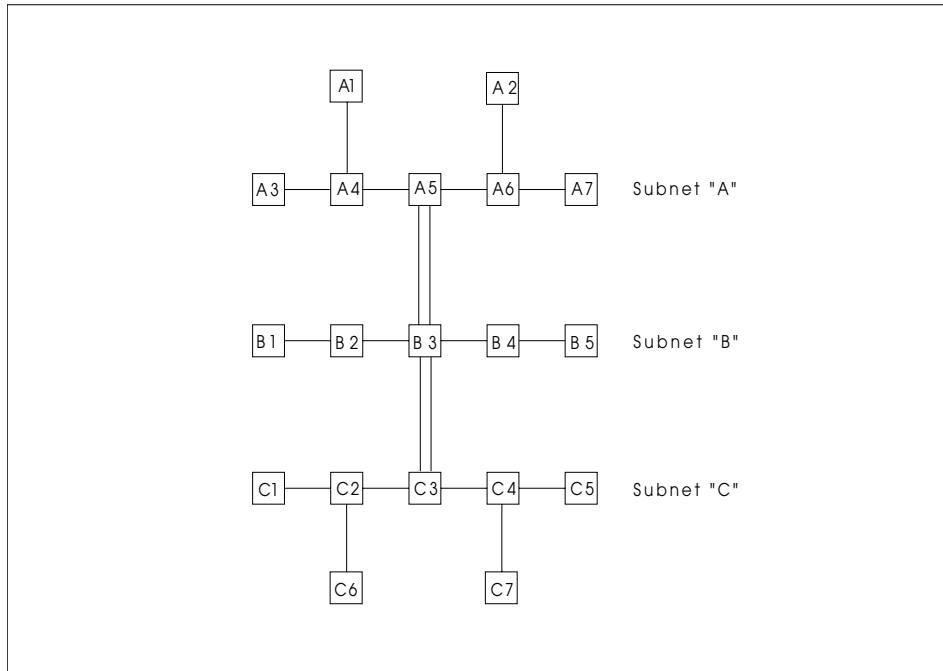 A1 A2
A3 A4 A5 A6 A7 Subnet "A"
B1 B2 B3 B4 B5 Subnet "B"
C1 C2 C3 C4 C5 Subnet "C"
C6 C7